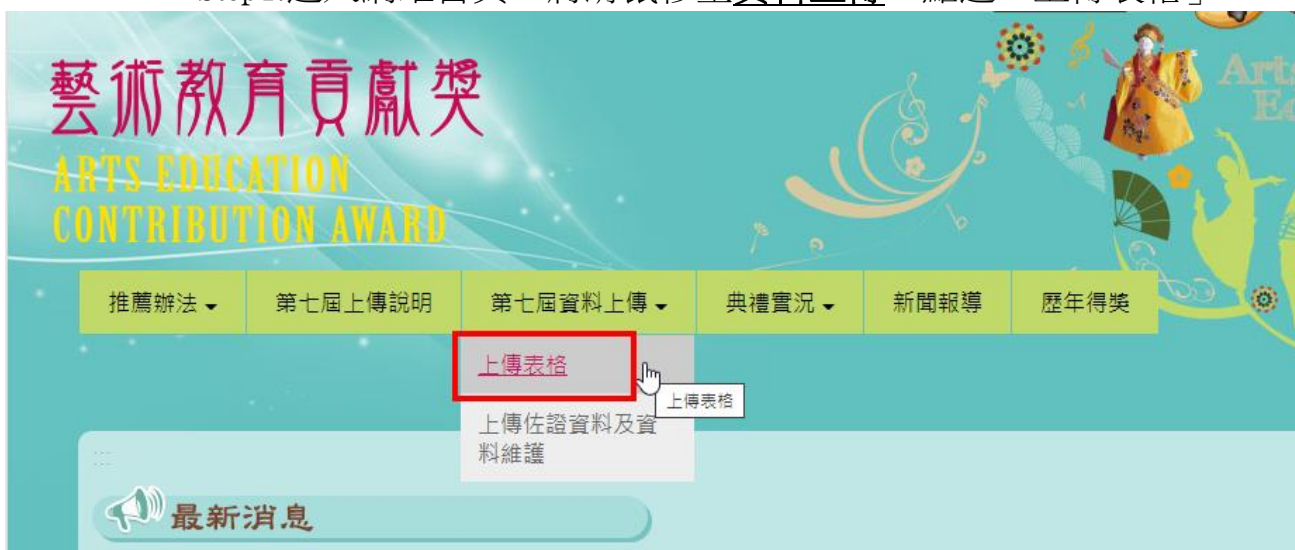 藝術教育貢獻獎
ARTS EDUCATION
CONTRIBUTION AWARD
推薦辦法
第七屆上傳說明
第七屆資料上傳
典禮實況
新聞報導
歷年得獎
上傳表格
上傳表格
上傳佐證資料及資
料維護
最新消息